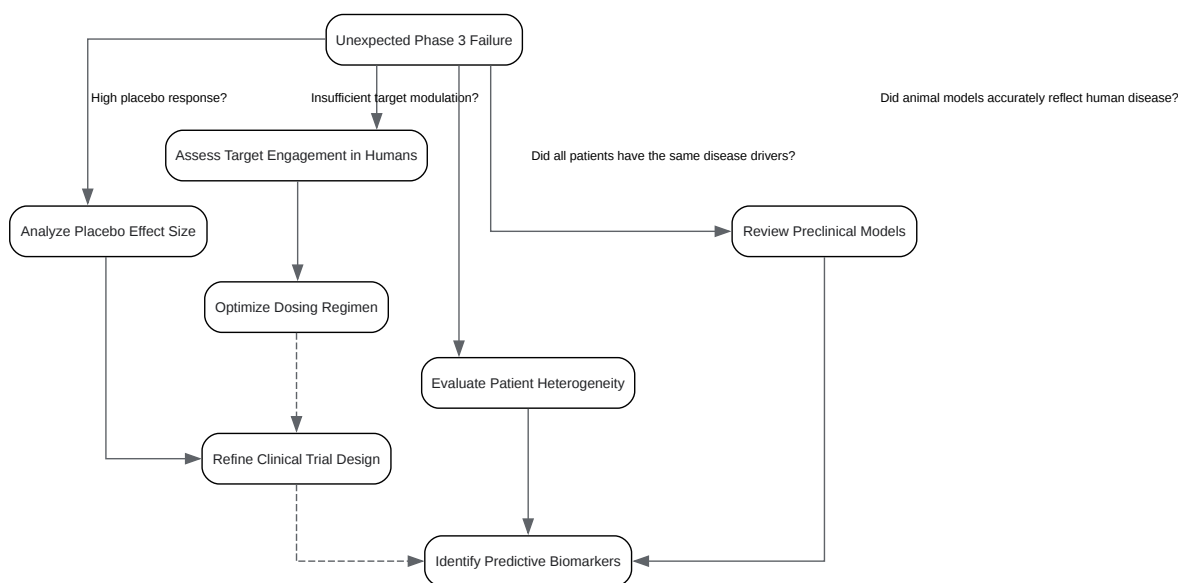 Unexpected Phase 3 Failure
High placebo response?
Insufficient target modulation?
Did animal models accurately reflect human disease?
Assess Target Engagement in Humans
Did all patients have the same disease drivers?
Analyze Placebo Effect Size
Review Preclinical Models
Optimize Dosing Regimen
Evaluate Patient Heterogeneity
Refine Clinical Trial Design
Identify Predictive Biomarkers